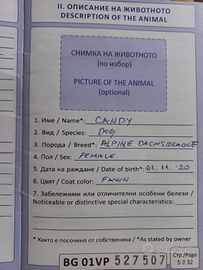 II. ОПИСАНИЕ НА ЖИВОТНОТО
DESCRIPTION OF THE ANIMAL
СНИМКА НА ЖИВОТНОТО
(по избор)
PICTURE OF THE ANIMAL
(optional)
1. Име / Name*: CANDY
2. Вид / Species: DOG
3. Порода / Breed*: ALPINE DACHSBRACKE
4. Пол / Sex: FEMALE
5. Дата на раждане / Date of birth*: 01. 11. '20
6. Цвят / Coat color: FAWN
7. Забележими или отличителни особени белези /
Noticeable or distinctive special characteristics:
* Както е посочено от собственика / *As stated by owner
BG 01VP 527507
Стр./Page
5 о 32